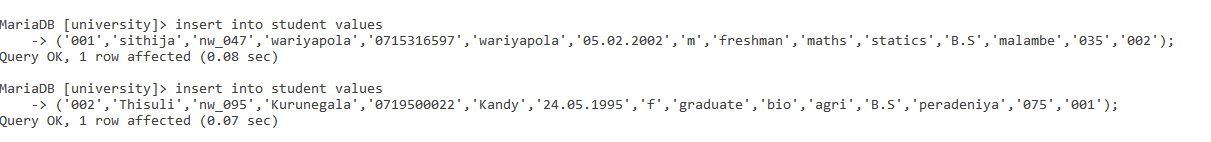 MariaDB [university]> insert into student values
    -> ('001','sithija','nw_047','wariyapola','0715316597','wariyapola','05.02.2002','m','freshman','maths','statics','B.S','malambe','035','002');
Query OK, 1 row affected (0.08 sec)
MariaDB [university]> insert into student values
    -> ('002','Thisuli','nw_095','Kurunegala','0719500022','Kandy','24.05.1995','f','graduate','bio','agri','B.S','peradeniya','075','001');
Query OK, 1 row affected (0.07 sec)